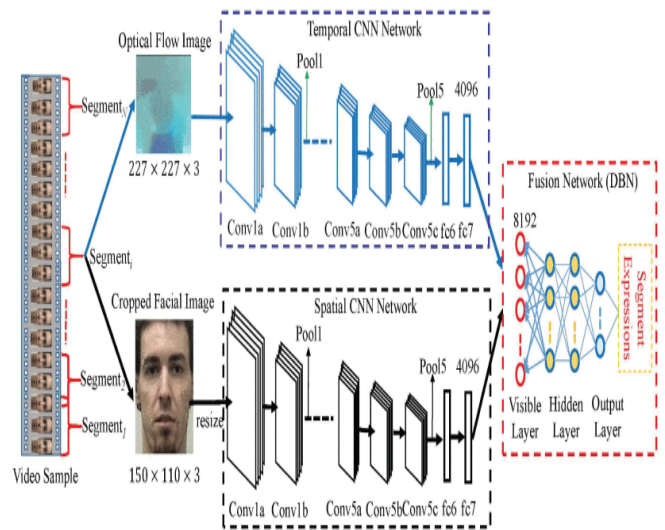 Temporal CNN Network
Optical Flow Image
Segment_N
227 × 227 × 3
Pool1
Pool5
4096
Conv1a Conv1b Conv5a Conv5b Conv5c fc6 fc7
Segment_i
Cropped Facial Image
Spatial CNN Network
Pool1
Pool5
4096
resize
Segment_2
Segment_1
Video Sample
150 × 110 × 3
Conv1a Conv1b Conv5a Conv5b Conv5c fc6 fc7
Fusion Network (DBN)
8192
Segment
Expressions
Visible Hidden Output
Layer Layer Layer